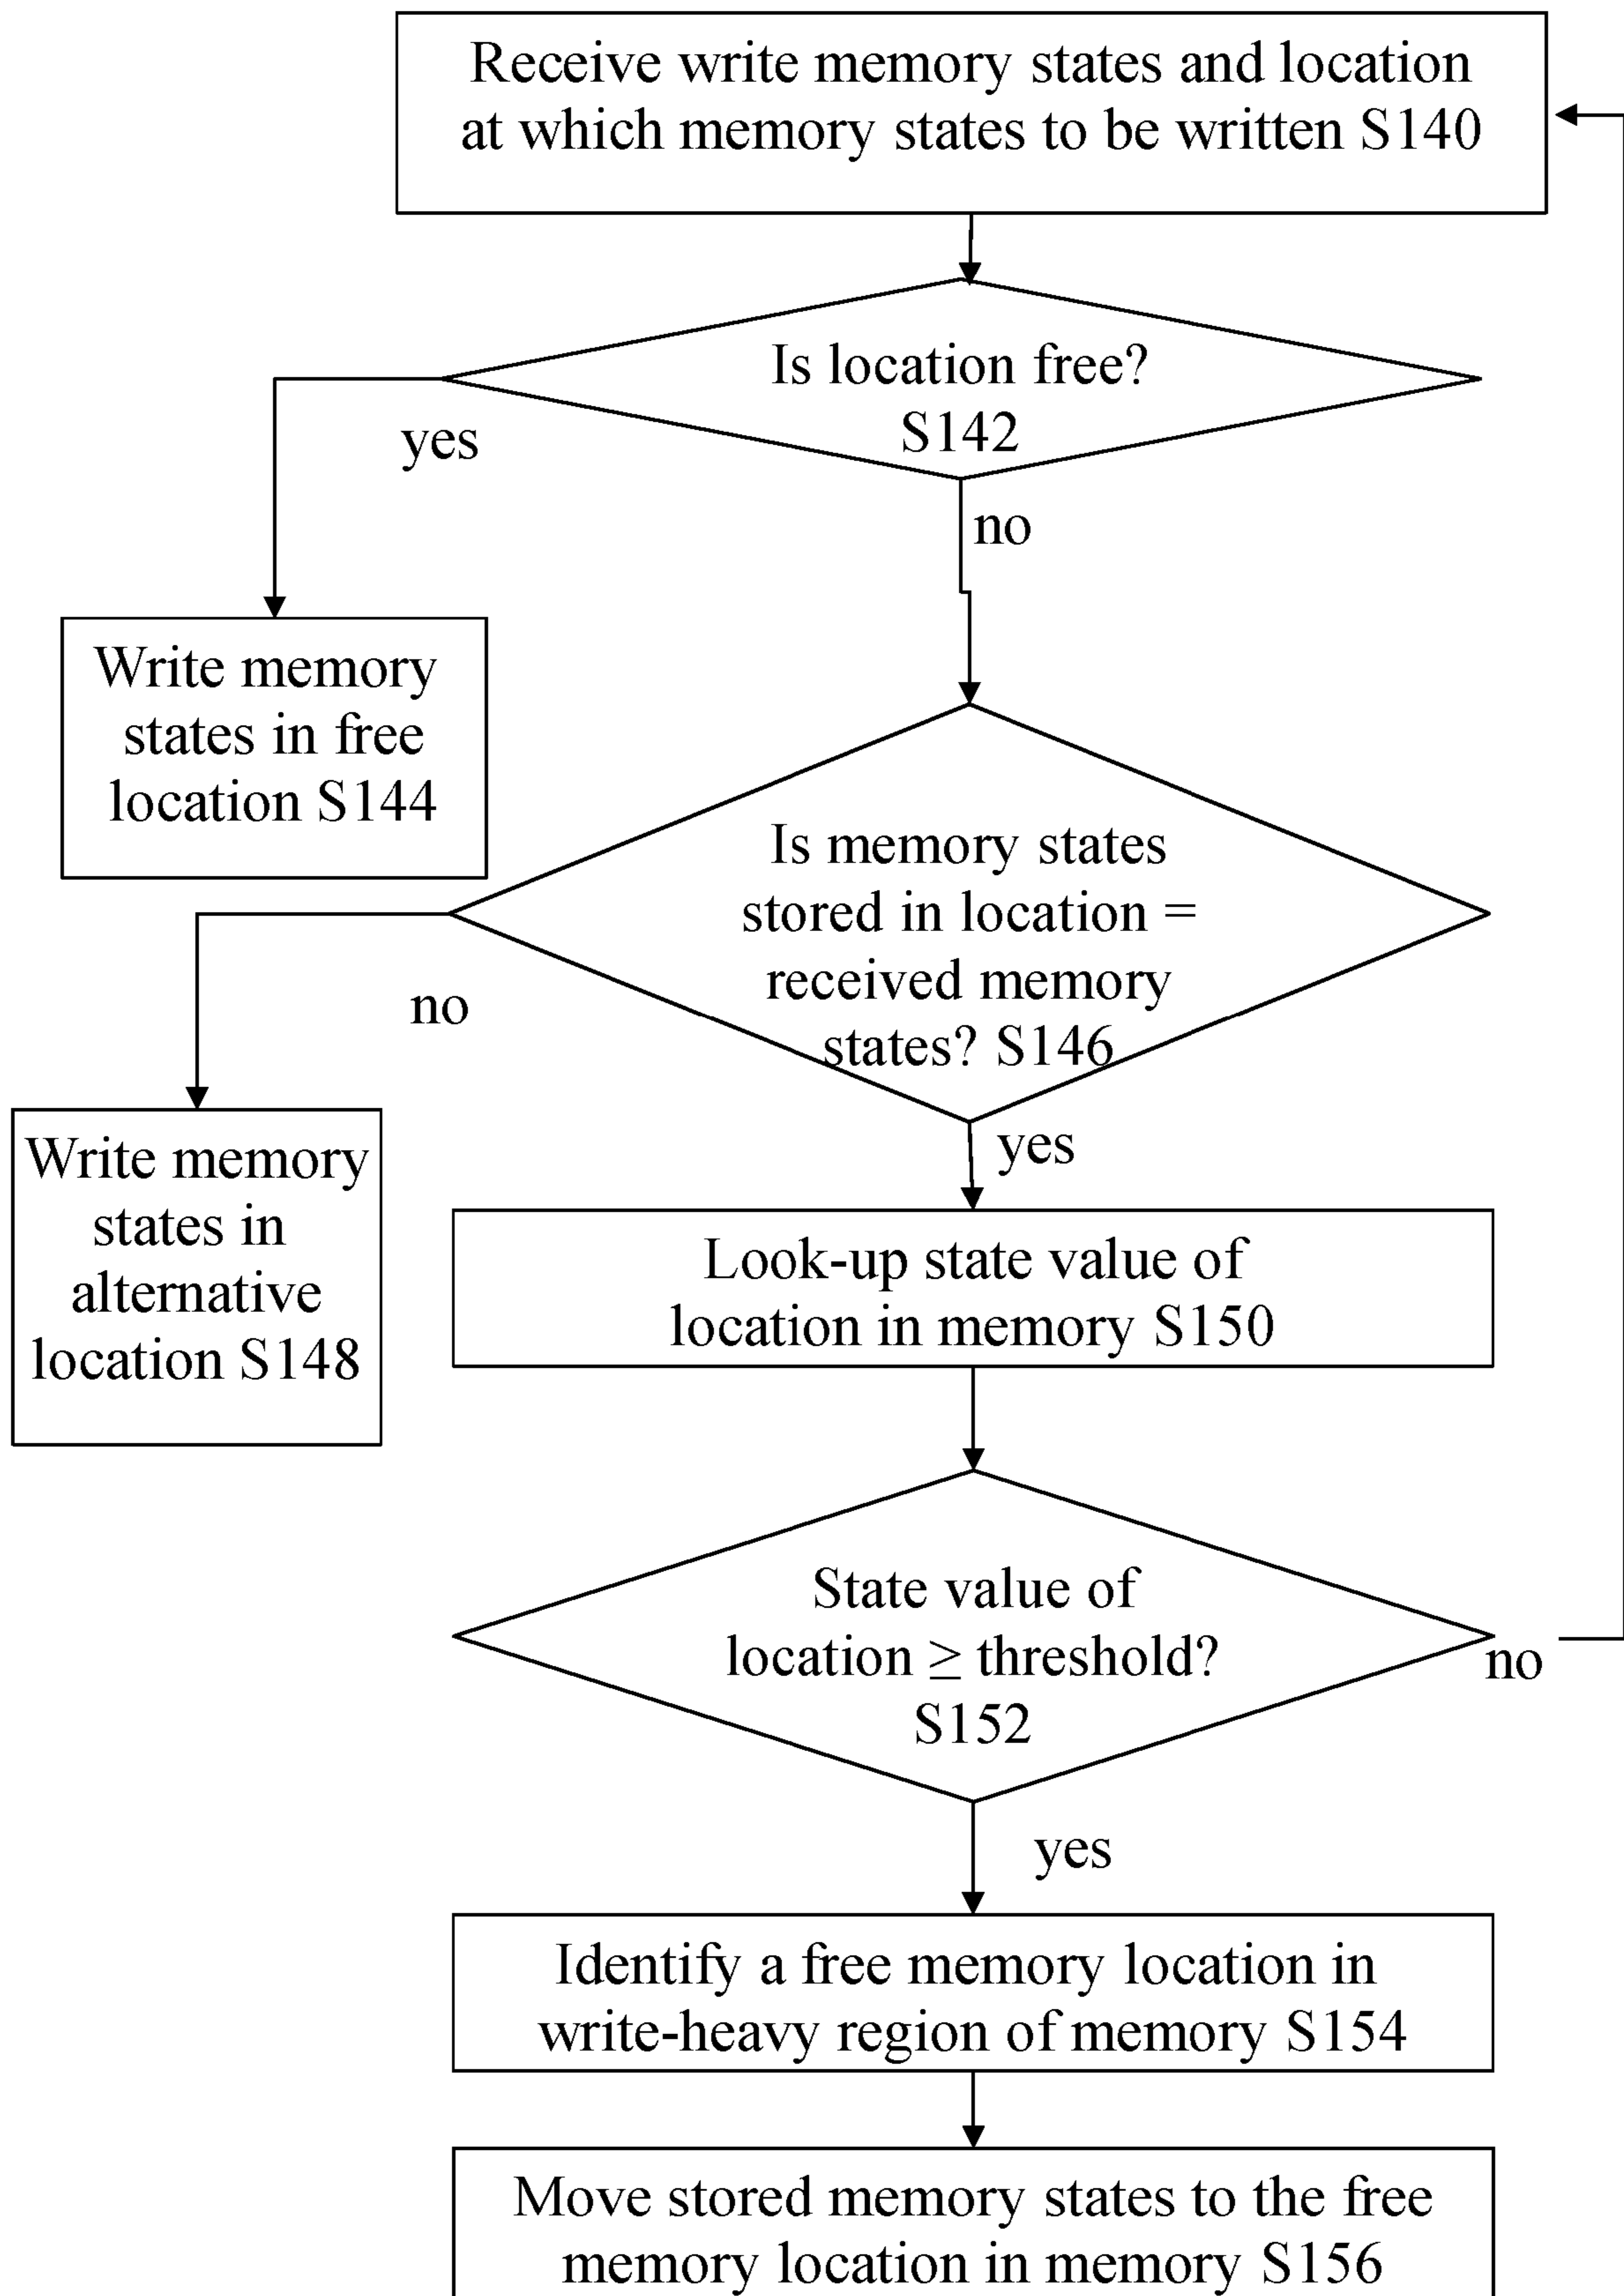 Receive write memory states and location
at which memory states to be written S140
Is location free?
S142
yes
no
Write memory
states in free
location S144
Is memory states
stored in location =
received memory
states? S146
no
yes
Write memory
states in
alternative
location S148
Look-up state value of
location in memory S150
State value of
location ≥ threshold?
S152
no
yes
Identify a free memory location in
write-heavy region of memory S154
Move stored memory states to the free
memory location in memory S156